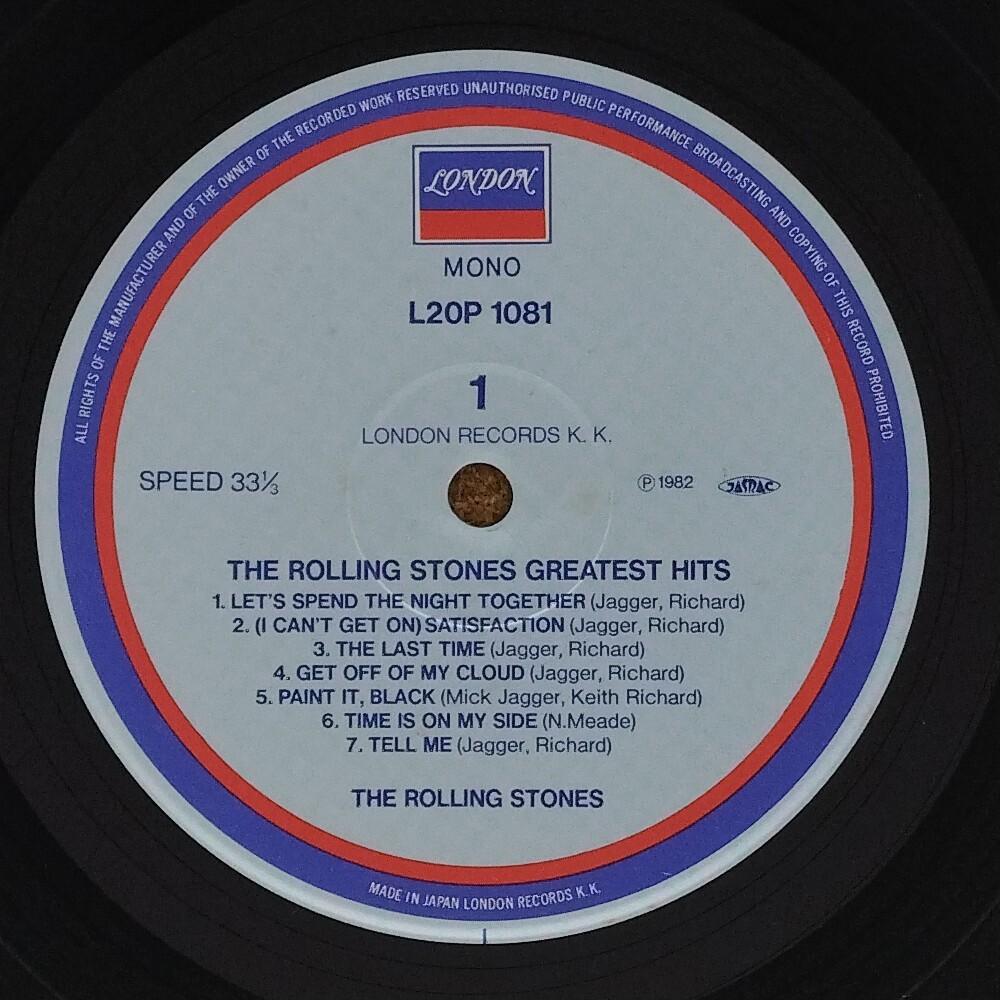 ALL RIGHTS OF THE MANUFACTURER AND OF THE OWNER OF THE RECORDED WORK RESERVED UNAUTHORISED PUBLIC PERFORMANCE BROADCASTING AND COPYING OF THIS RECORD PROHIBITED.
LONDON
MONO
L20P 1081
1
LONDON RECORDS K. K.
SPEED 33⅓
Ⓟ 1982 JASRAC
THE ROLLING STONES GREATEST HITS
1. LET'S SPEND THE NIGHT TOGETHER (Jagger, Richard)
2. (I CAN'T GET ON) SATISFACTION (Jagger, Richard)
3. THE LAST TIME (Jagger, Richard)
4. GET OFF OF MY CLOUD (Jagger, Richard)
5. PAINT IT, BLACK (Mick Jagger, Keith Richard)
6. TIME IS ON MY SIDE (N.Meade)
7. TELL ME (Jagger, Richard)
THE ROLLING STONES
MADE IN JAPAN LONDON RECORDS K.K.